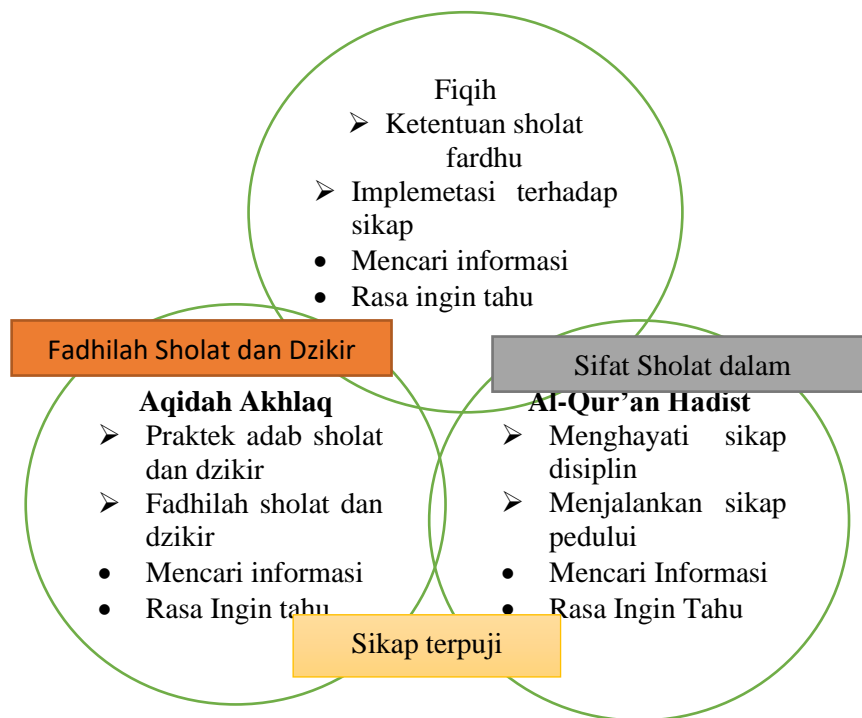 Fiqih
➢ Ketentuan sholat
fardhu
➢ Implemetasi terhadap
sikap
• Mencari informasi
• Rasa ingin tahu
Fadhilah Sholat dan Dzikir
Sifat Sholat dalam
Aqidah Akhlaq
➢ Praktek adab sholat
dan dzikir
➢ Fadhilah sholat dan
dzikir
• Mencari informasi
• Rasa Ingin tahu
Al-Qur’an Hadist
➢ Menghayati sikap
disiplin
➢ Menjalankan sikap
pedului
• Mencari Informasi
• Rasa Ingin Tahu
Sikap terpuji